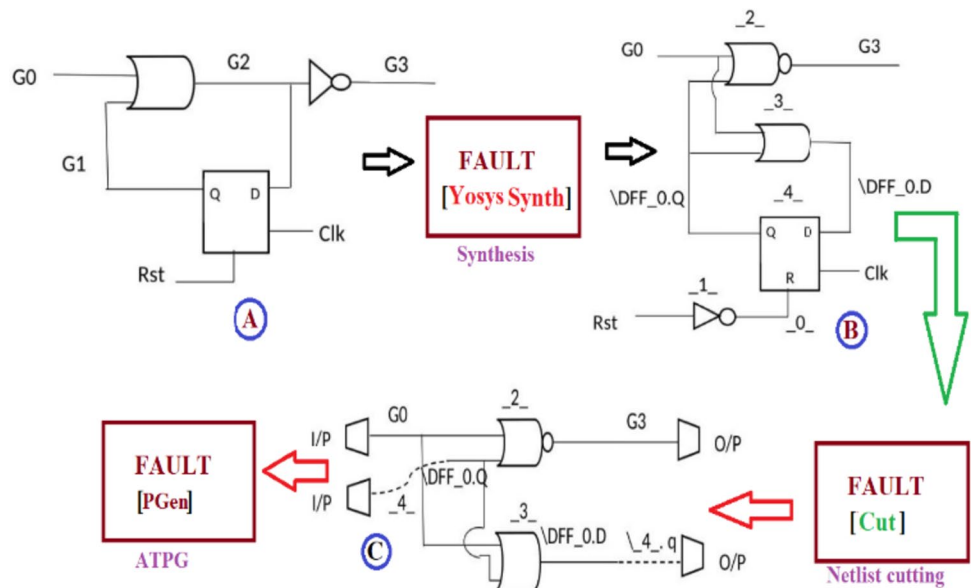 G0
G2
G3
G1
Q D
Clk
Rst
A
FAULT
[Yosys Synth]
Synthesis
_2_
G0
G3
_3_
\DFF_0.Q
_4_
\DFF_0.D
Q D
R
Clk
_1_
Rst
_0_
B
FAULT
[PGen]
ATPG
I/P
G0
_2_
G3
O/P
\DFF_0.Q
I/P
_4_
_3_
C
\DFF_0.D
\_4_.q
O/P
FAULT
[Cut]
Netlist cutting